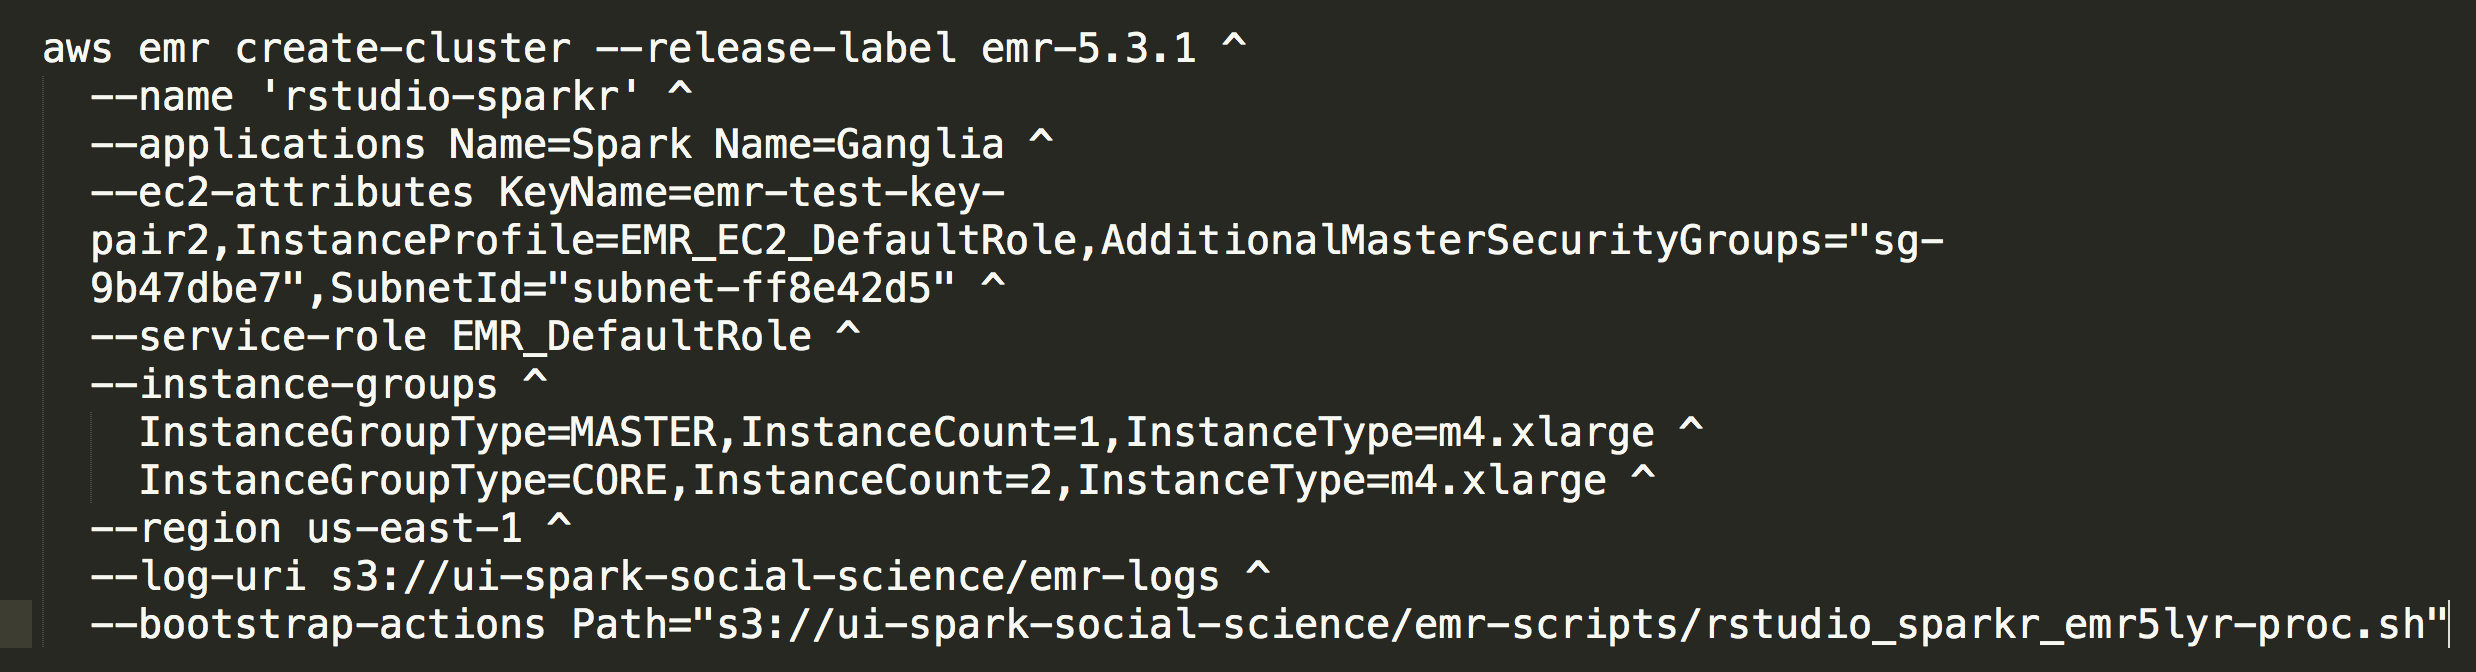 aws emr create-cluster --release-label emr-5.3.1 ^
--name 'rstudio-sparkr' ^
--applications Name=Spark Name=Ganglia ^
--ec2-attributes KeyName=emr-test-key-
pair2,InstanceProfile=EMR_EC2_DefaultRole,AdditionalMasterSecurityGroups="sg-
9b47dbe7",SubnetId="subnet-ff8e42d5" ^
--service-role EMR_DefaultRole ^
--instance-groups ^
InstanceGroupType=MASTER,InstanceCount=1,InstanceType=m4.xlarge ^
InstanceGroupType=CORE,InstanceCount=2,InstanceType=m4.xlarge ^
--region us-east-1 ^
--log-uri s3://ui-spark-social-science/emr-logs ^
--bootstrap-actions Path="s3://ui-spark-social-science/emr-scripts/rstudio_sparkr_emr5lyr-proc.sh"